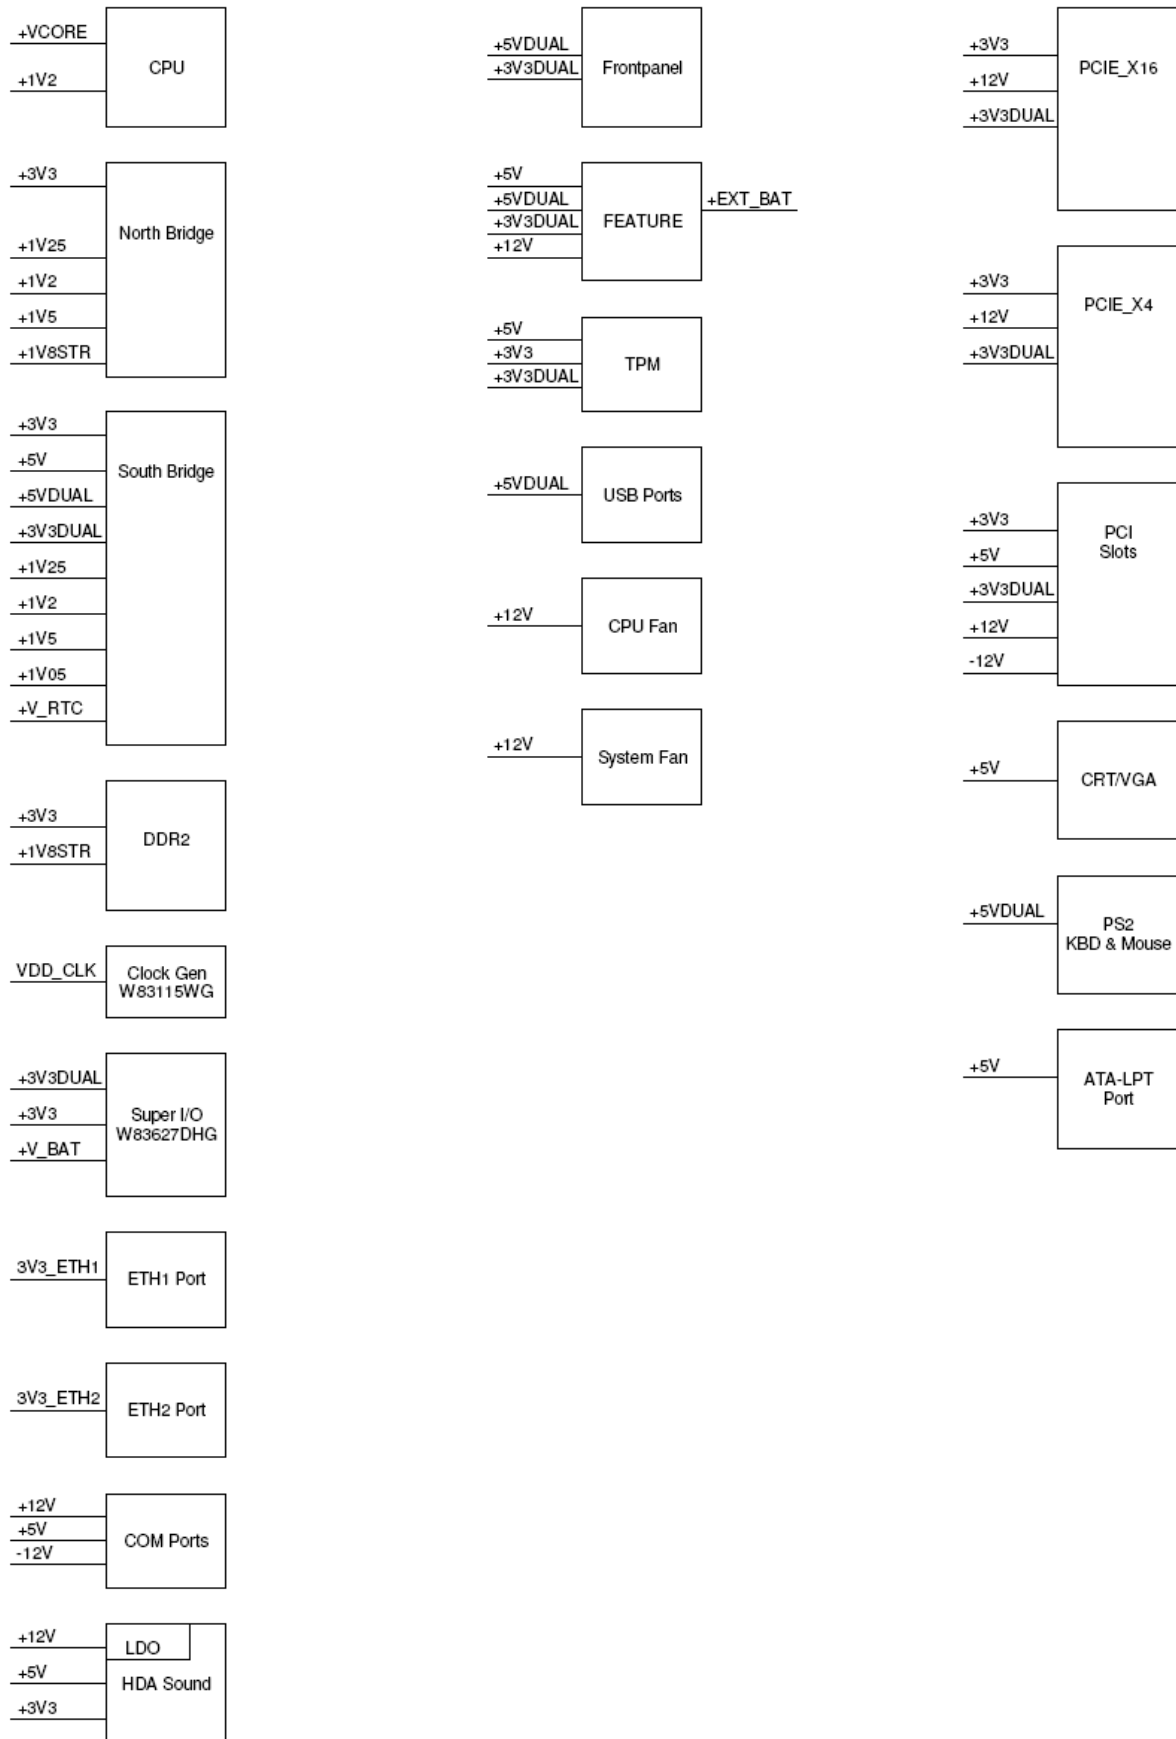 +VCORE
CPU
+1V2
+3V3
North Bridge
+1V25
+1V2
+1V5
+1V8STR
+3V3
+5V
South Bridge
+5VDUAL
+3V3DUAL
+1V25
+1V2
+1V5
+1V05
+V_RTC
+3V3
DDR2
+1V8STR
VDD_CLK
Clock Gen
W83115WG
+3V3DUAL
+3V3
Super I/O
W83627DHG
+V_BAT
3V3_ETH1
ETH1 Port
3V3_ETH2
ETH2 Port
+12V
+5V
COM Ports
-12V
+12V
LDO
+5V
HDA Sound
+3V3
+5VDUAL
+3V3DUAL
Frontpanel
+5V
+5VDUAL
+3V3DUAL
+12V
FEATURE
+EXT_BAT
+5V
+3V3
+3V3DUAL
TPM
+5VDUAL
USB Ports
+12V
CPU Fan
+12V
System Fan
+3V3
PCIE_X16
+12V
+3V3DUAL
+3V3
PCIE_X4
+12V
+3V3DUAL
+3V3
PCI
Slots
+5V
+3V3DUAL
+12V
-12V
+5V
CRT/VGA
+5VDUAL
PS2
KBD & Mouse
+5V
ATA-LPT
Port